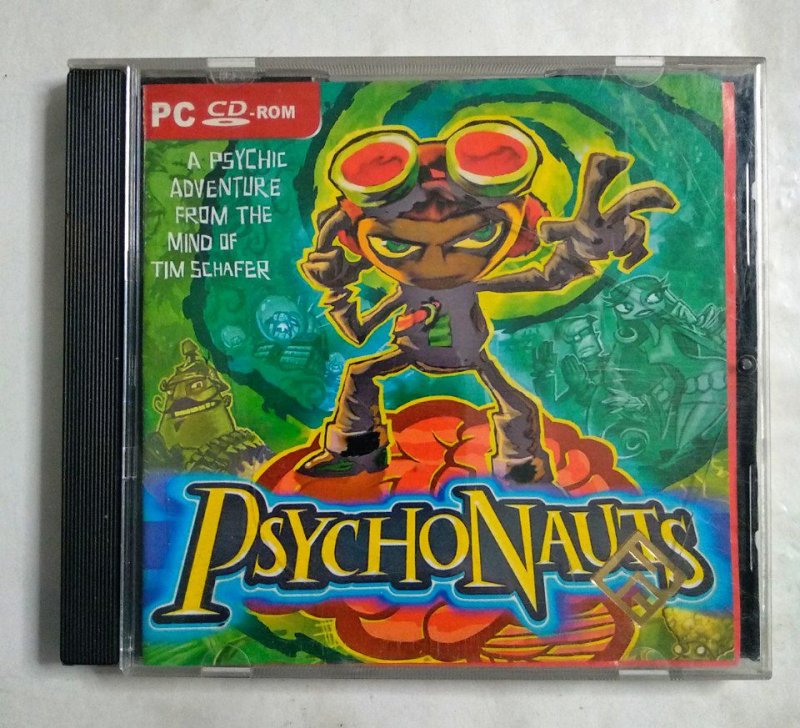 PC CD-ROM
A PSYCHIC
ADVENTURE
FROM THE
MIND OF
TIM SCHAFER
PSYCHONAUTS